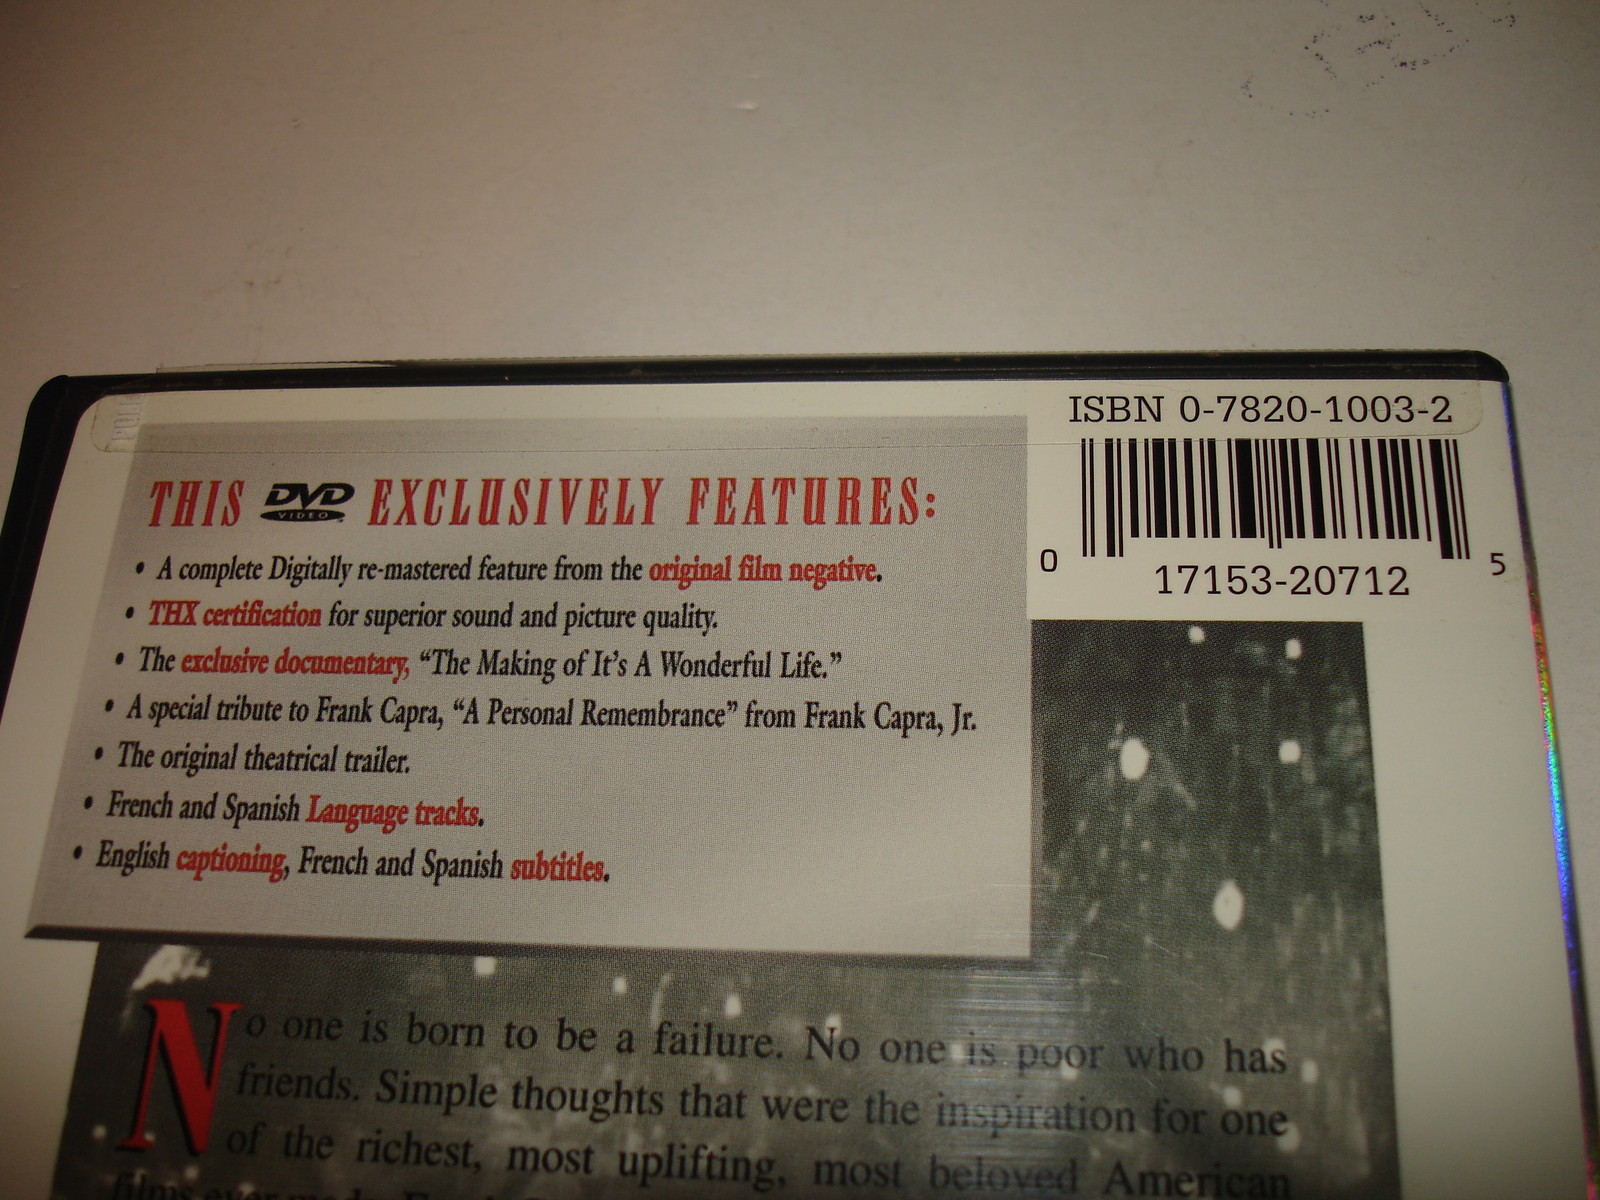 ISBN 0-7820-1003-2
0 17153-20712 5
THIS DVD VIDEO EXCLUSIVELY FEATURES:
• A complete Digitally re-mastered feature from the original film negative.
• THX certification for superior sound and picture quality.
• The exclusive documentary, “The Making of It's A Wonderful Life.”
• A special tribute to Frank Capra, “A Personal Remembrance” from Frank Capra, Jr.
• The original theatrical trailer.
• French and Spanish Language tracks.
• English captioning, French and Spanish subtitles.
No one is born to be a failure. No one is poor who has
friends. Simple thoughts that were the inspiration for one
of the richest, most uplifting, most beloved American
films ever made.